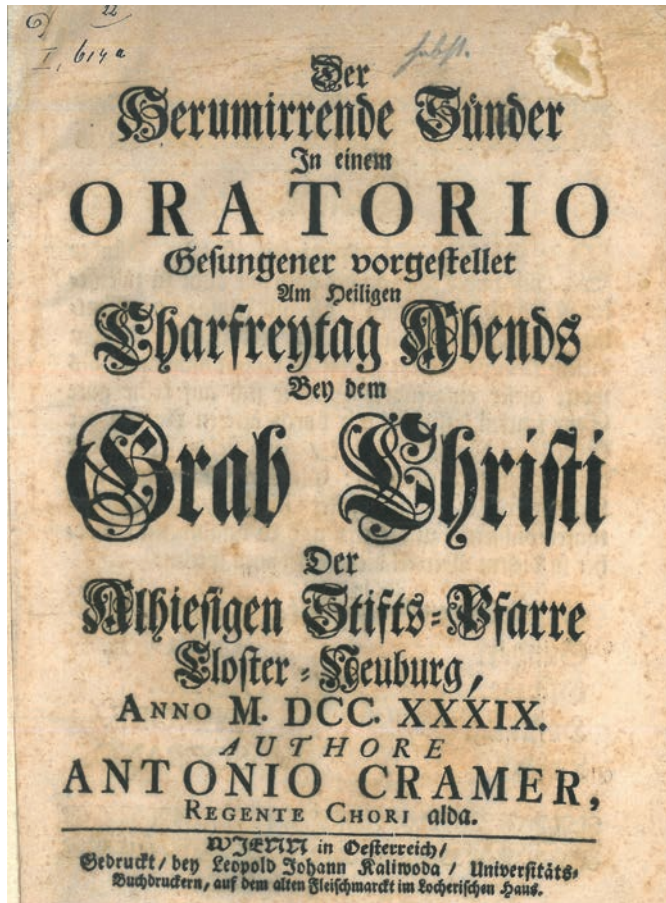 22
I, 614a
Der
Herumirrende Sünder
In einem
ORATORIO
Gesungener vorgestellet
Am Heiligen
Charfreytag Abends
Bey dem
Grab Christi
Der
Alhiesigen Stifts-Pfarre
Closter-Neuburg,
ANNO M. DCC. XXXIX.
AUTHORE
ANTONIO CRAMER,
REGENTE CHORI alda.
WIENN in Oesterreich/
Gedruckt/ bey Leopold Johann Kaliwoda / Universitäts-
Buchdruckern, auf dem alten Fleischmarckt im Locherischen Haus.